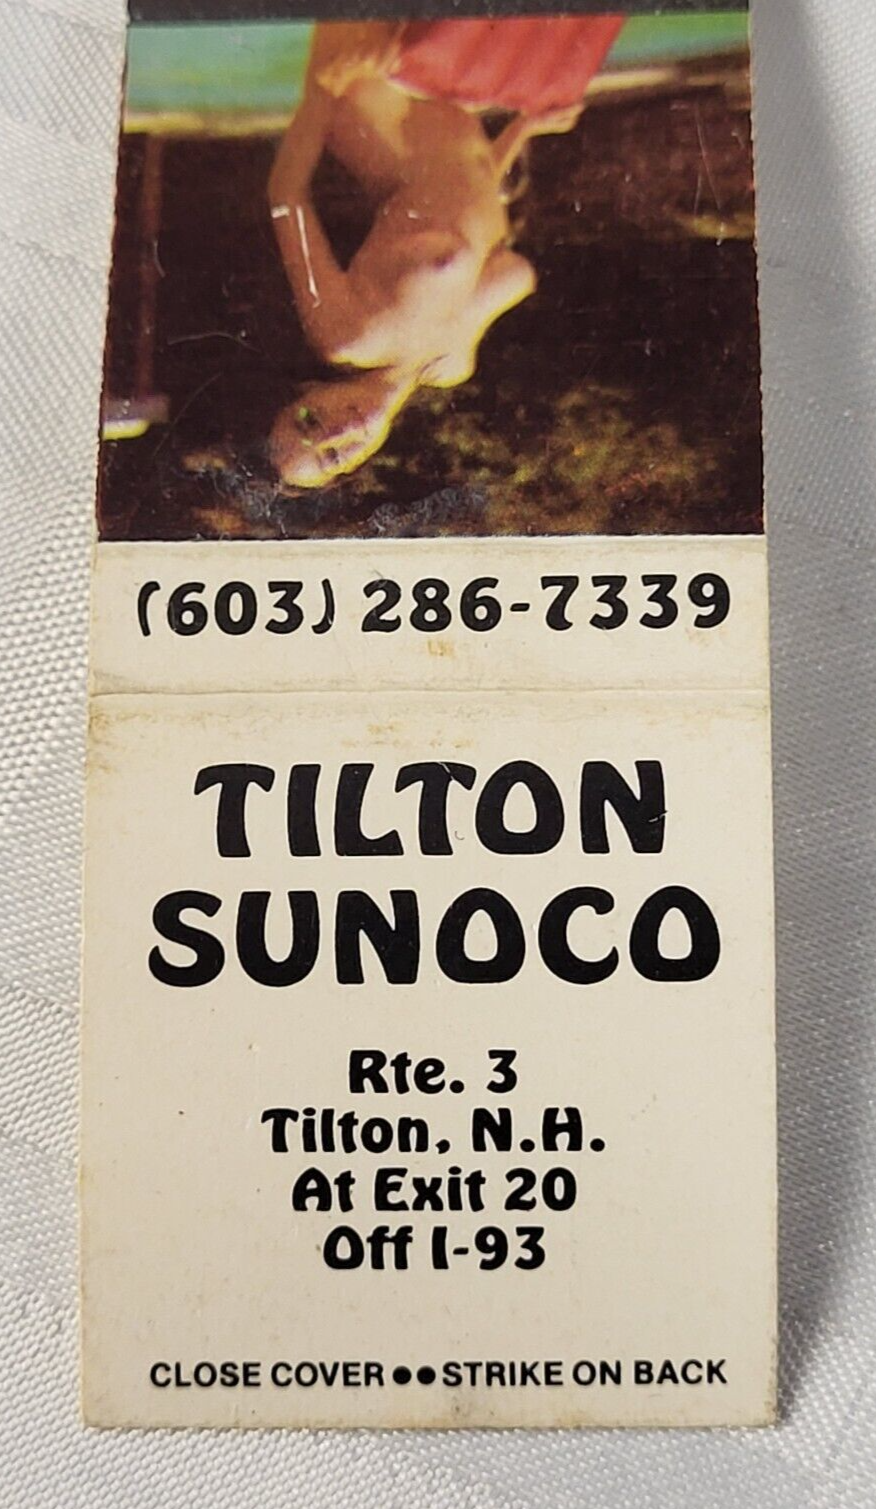 (603) 286-7339
TILTON
SUNOCO
Rte. 3
Tilton, N.H.
At Exit 20
Off I-93
CLOSE COVER ●● STRIKE ON BACK